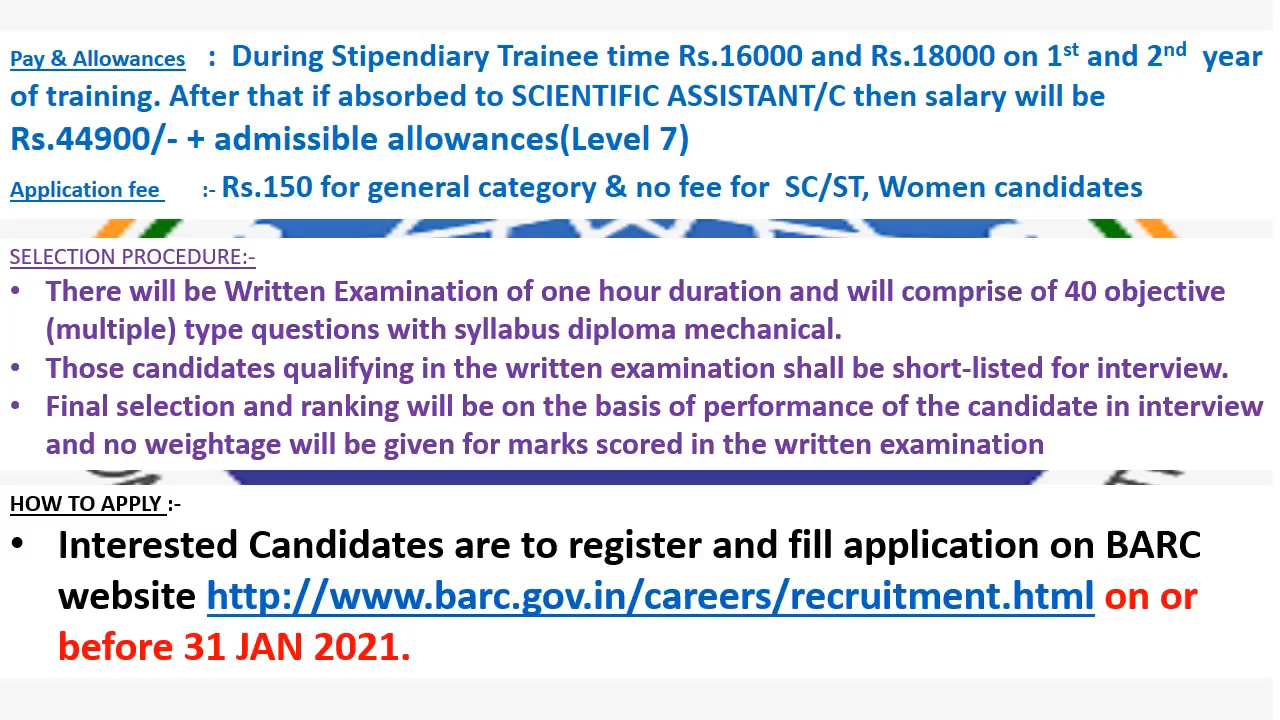 Pay & Allowances : During Stipendiary Trainee time Rs.16000 and Rs.18000 on 1st and 2nd year
of training. After that if absorbed to SCIENTIFIC ASSISTANT/C then salary will be
Rs.44900/- + admissible allowances(Level 7)
Application fee :- Rs.150 for general category & no fee for SC/ST, Women candidates
SELECTION PROCEDURE:-
• There will be Written Examination of one hour duration and will comprise of 40 objective
(multiple) type questions with syllabus diploma mechanical.
• Those candidates qualifying in the written examination shall be short-listed for interview.
• Final selection and ranking will be on the basis of performance of the candidate in interview
and no weightage will be given for marks scored in the written examination
HOW TO APPLY :-
• Interested Candidates are to register and fill application on BARC
website http://www.barc.gov.in/careers/recruitment.html on or
before 31 JAN 2021.